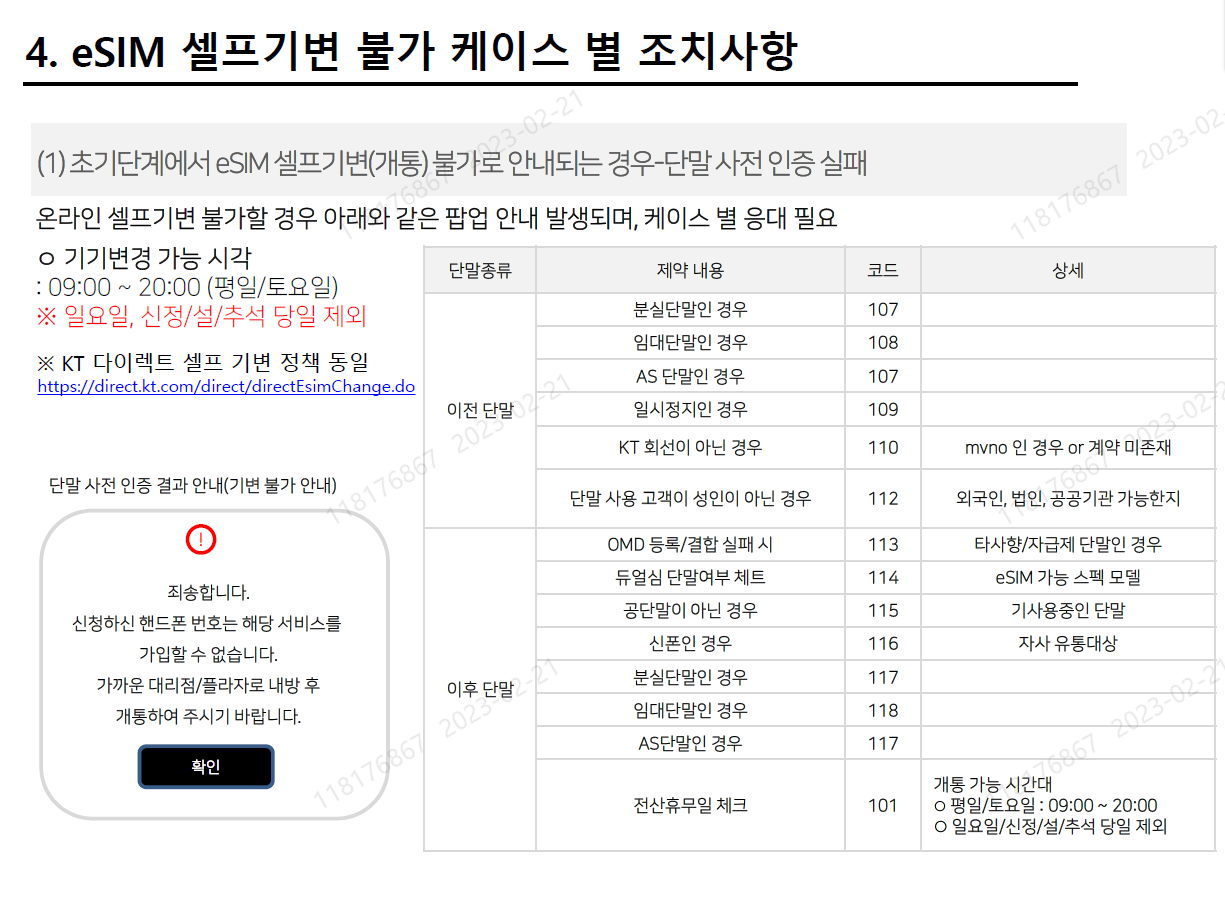 4. eSIM 셀프기변 불가 케이스 별 조치사항
(1) 초기단계에서 eSIM 셀프기변(개통) 불가로 안내되는 경우-단말 사전 인증 실패
온라인 셀프기변 불가할 경우 아래와 같은 팝업 안내 발생되며, 케이스 별 응대 필요
ㅇ 기기변경 가능 시각
: 09:00 ~ 20:00 (평일/토요일)
※ 일요일, 신정/설/추석 당일 제외
※ KT 다이렉트 셀프 기변 정책 동일
https://direct.kt.com/direct/directEsimChange.do
단말 사전 인증 결과 안내(기변 불가 안내)
!
죄송합니다.
신청하신 핸드폰 번호는 해당 서비스를
가입할 수 없습니다.
가까운 대리점/플라자로 내방 후
개통하여 주시기 바랍니다.
확인
단말종류 제약 내용 코드 상세
이전 단말
분실단말인 경우 107
임대단말인 경우 108
AS 단말인 경우 107
일시정지인 경우 109
KT 회선이 아닌 경우 110 mvno 인 경우 or 계약 미존재
단말 사용 고객이 성인이 아닌 경우 112 외국인, 법인, 공공기관 가능한지
이후 단말
OMD 등록/결합 실패 시 113 타사향/자급제 단말인 경우
듀얼심 단말여부 체트 114 eSIM 가능 스펙 모델
공단말이 아닌 경우 115 기사용중인 단말
신폰인 경우 116 자사 유통대상
분실단말인 경우 117
임대단말인 경우 118
AS단말인 경우 117
전산휴무일 체크 101 개통 가능 시간대
ㅇ 평일/토요일 : 09:00 ~ 20:00
ㅇ 일요일/신정/설/추석 당일 제외
118176867 2023-02-21
118176867 2023-02-21
118176867 2023-02-21
118176867 2023-02-21
118176867 2023-02-21
118176867 2023-02-21